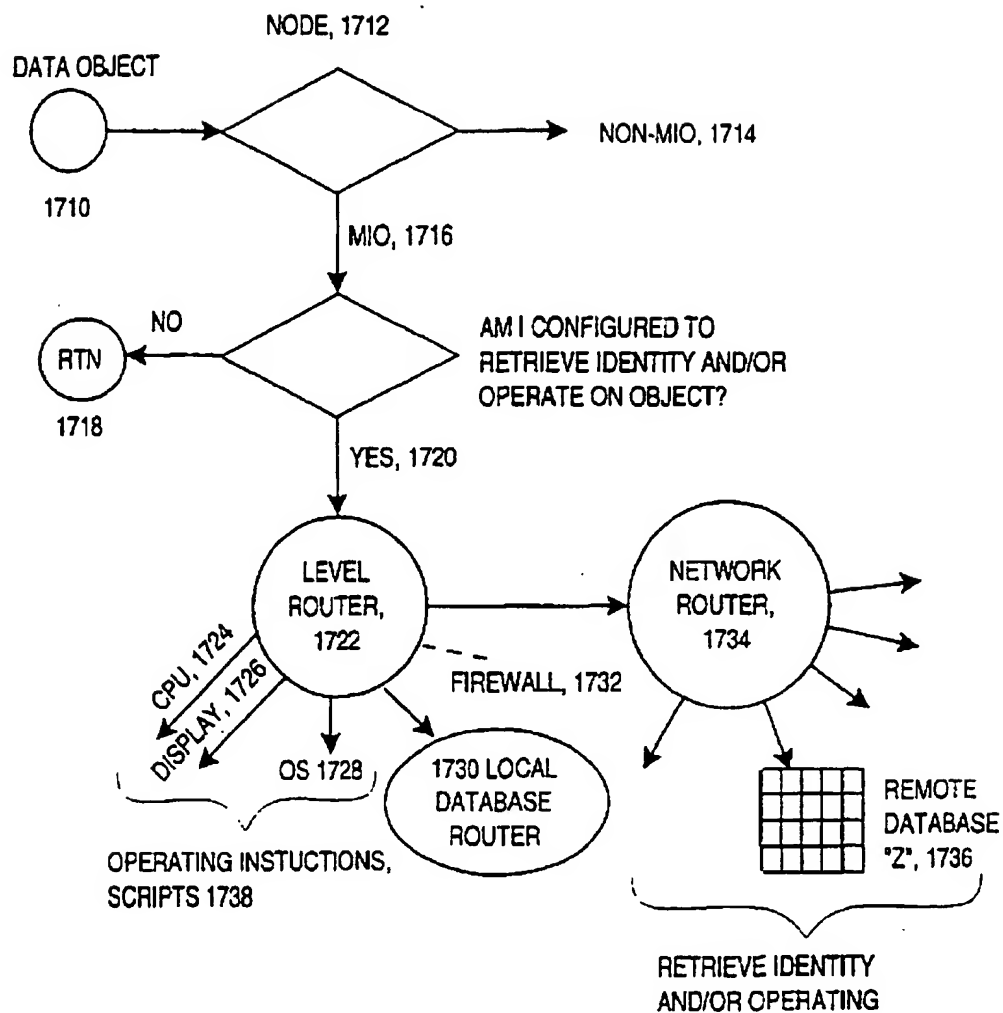 NODE, 1712
DATA OBJECT
1710
NON-MIO, 1714
MIO, 1716
NO
RTN
1718
AM I CONFIGURED TO
RETRIEVE IDENTITY AND/OR
OPERATE ON OBJECT?
YES, 1720
LEVEL
ROUTER,
1722
NETWORK
ROUTER,
1734
CPU, 1724
DISPLAY, 1726
FIREWALL, 1732
OS 1728
1730 LOCAL
DATABASE
ROUTER
REMOTE
DATABASE
"Z", 1736
OPERATING INSTUCTIONS,
SCRIPTS 1738
RETRIEVE IDENTITY
AND/OR OPERATING